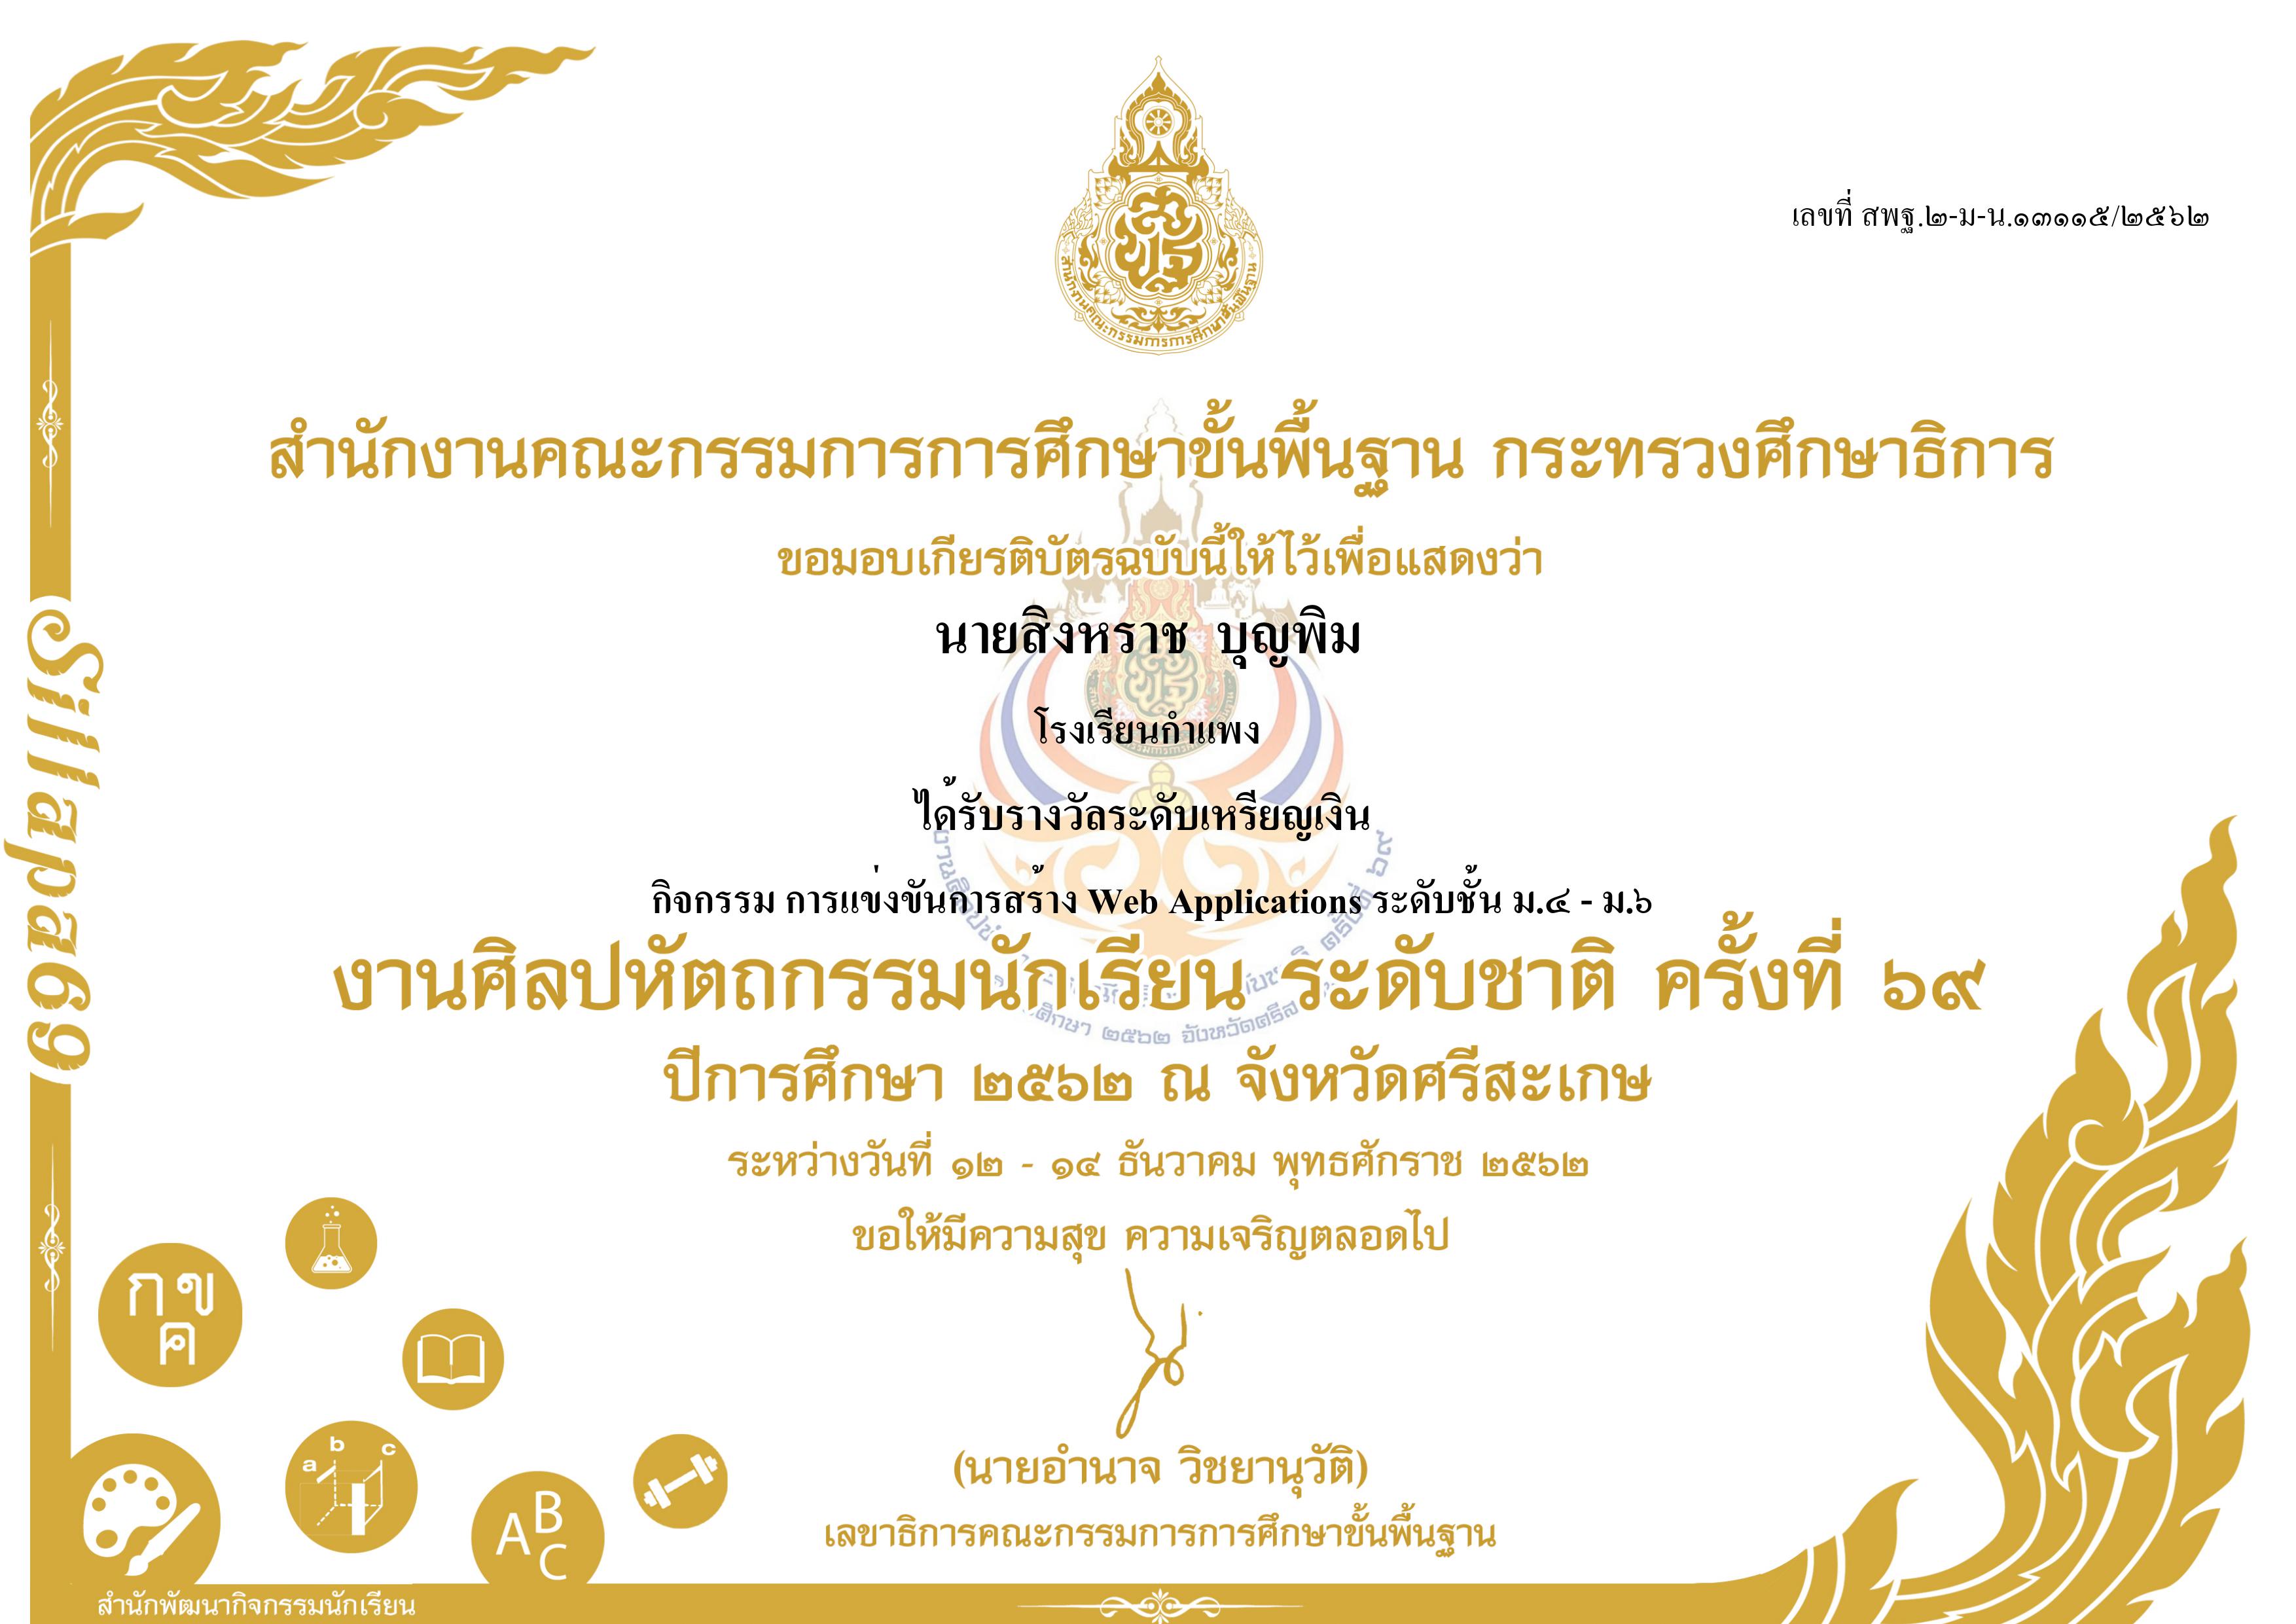 เลขที่ สพฐ.๒-ม-น.๑๓๑๑๕/๒๕๖๒
สำนักงานคณะกรรมการการศึกษาขั้นพื้นฐาน
สำนักงานคณะกรรมการการศึกษาขั้นพื้นฐาน กระทรวงศึกษาธิการ
ขอมอบเกียรติบัตรฉบับนี้ให้ไว้เพื่อแสดงว่า
นายสิงหราช บุญพิม
โรงเรียนกำแพง
ได้รับรางวัลระดับเหรียญเงิน
กิจกรรม การแข่งขันการสร้าง Web Applications ระดับชั้น ม.๔ - ม.๖
งานศิลปหัตถกรรมนักเรียน ระดับชาติ ครั้งที่ ๖๙
ปีการศึกษา ๒๕๖๒ ณ จังหวัดศรีสะเกษ
ระหว่างวันที่ ๑๒ - ๑๔ ธันวาคม พุทธศักราช ๒๕๖๒
ขอให้มีความสุข ความเจริญตลอดไป
(นายอำนาจ วิชยานุวัติ)
เลขาธิการคณะกรรมการการศึกษาขั้นพื้นฐาน
Sillapa69
ก ข
ค
a b c
A B
C
สำนักพัฒนากิจกรรมนักเรียน